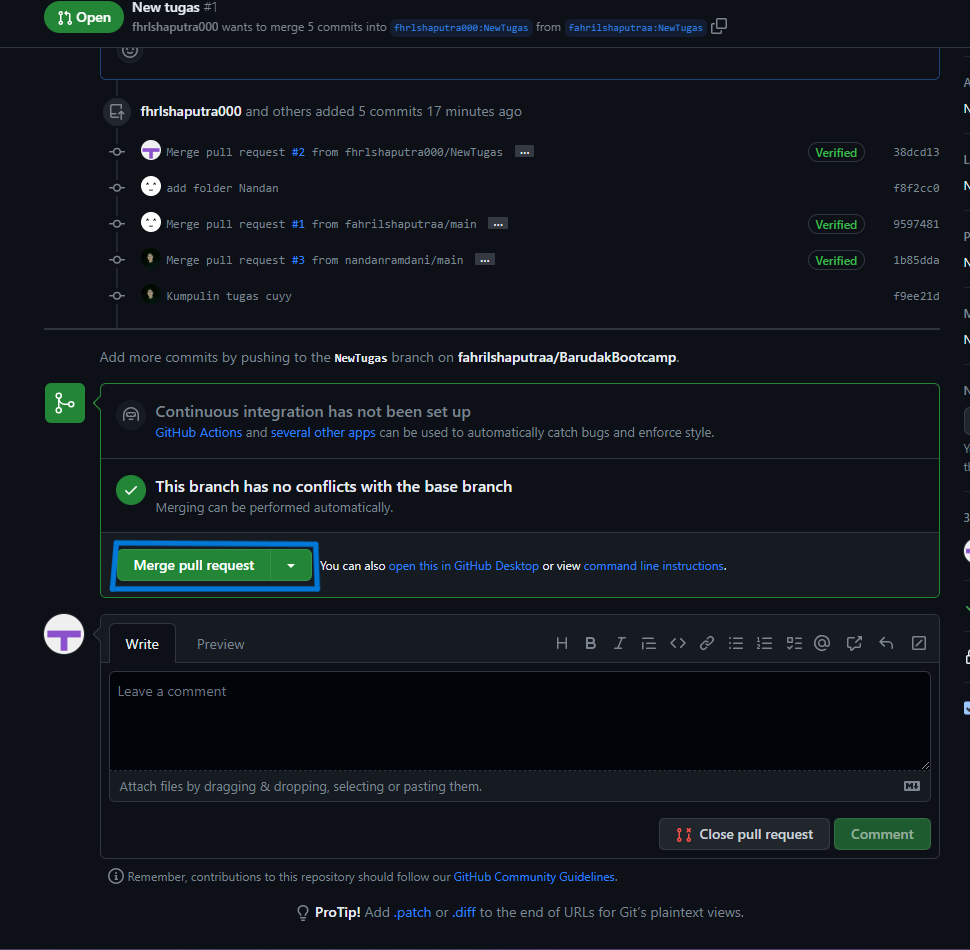 Open
New tugas #1
fhrlshaputra000 wants to merge 5 commits into fhrlshaputra000:NewTugas from fahrilshaputraa:NewTugas
fhrlshaputra000 and others added 5 commits 17 minutes ago
Merge pull request #2 from fhrlshaputra000/NewTugas ... Verified 38dcd13
add folder Nandan f8f2cc0
Merge pull request #1 from fahrilshaputraa/main ... Verified 9597481
Merge pull request #3 from nandanramdani/main ... Verified 1b85dda
Kumpulin tugas cuyy f9ee21d
Add more commits by pushing to the NewTugas branch on fahrilshaputraa/BarudakBootcamp.
Continuous integration has not been set up
GitHub Actions and several other apps can be used to automatically catch bugs and enforce style.
This branch has no conflicts with the base branch
Merging can be performed automatically.
Merge pull request You can also open this in GitHub Desktop or view command line instructions.
Write Preview
Leave a comment
Attach files by dragging & dropping, selecting or pasting them.
Close pull request Comment
Remember, contributions to this repository should follow our GitHub Community Guidelines.
ProTip! Add .patch or .diff to the end of URLs for Git's plaintext views.